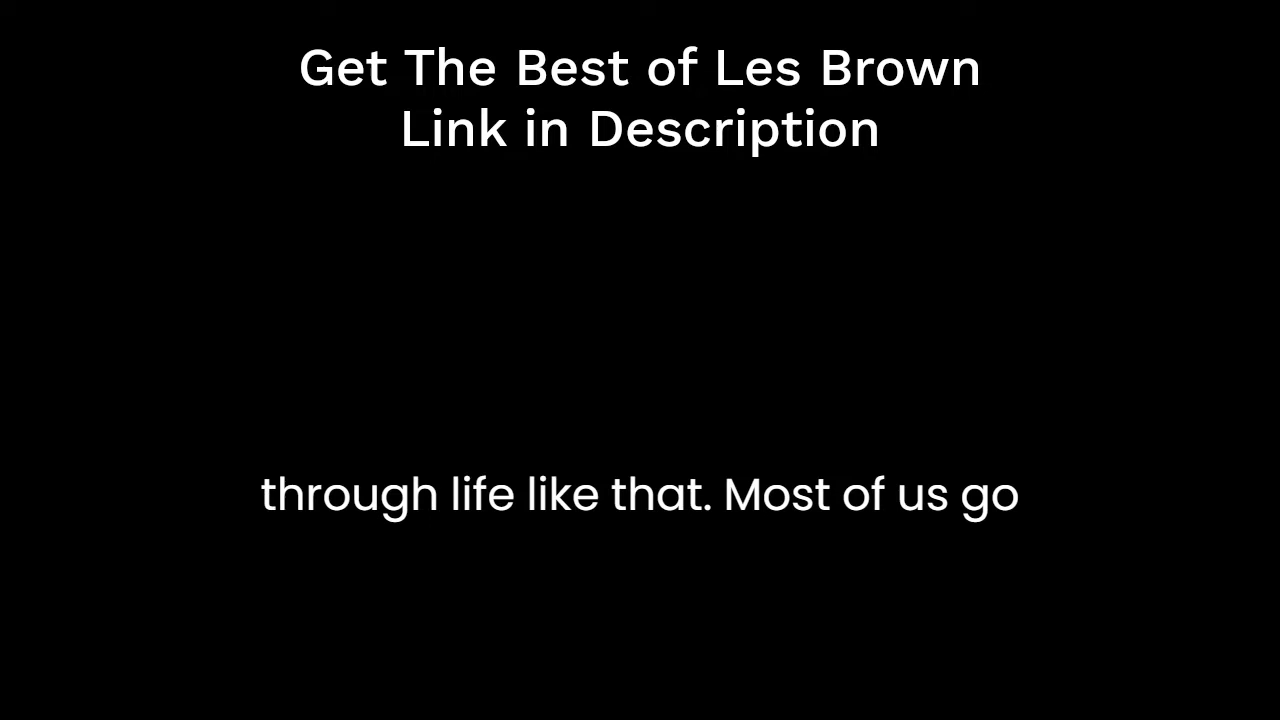 Get The Best of Les Brown
Link in Description
through life like that. Most of us go